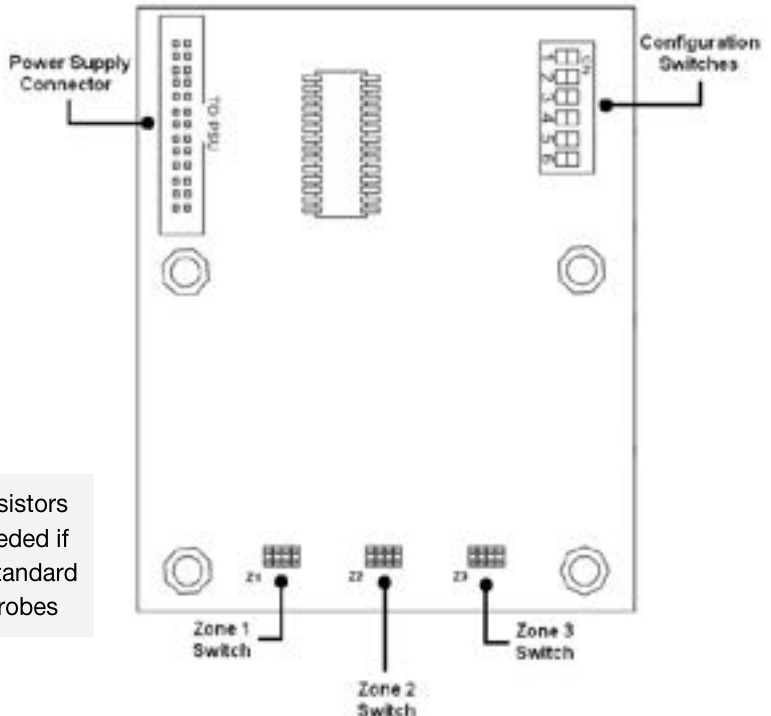 Power Supply
Connector
TO PSU
ON
1
2
3
4
5
6
Configuration
Switches
sistors
eded if
tandard
robes
Z1
Z2
Z3
Zone 1
Switch
Zone 2
Switch
Zone 3
Switch